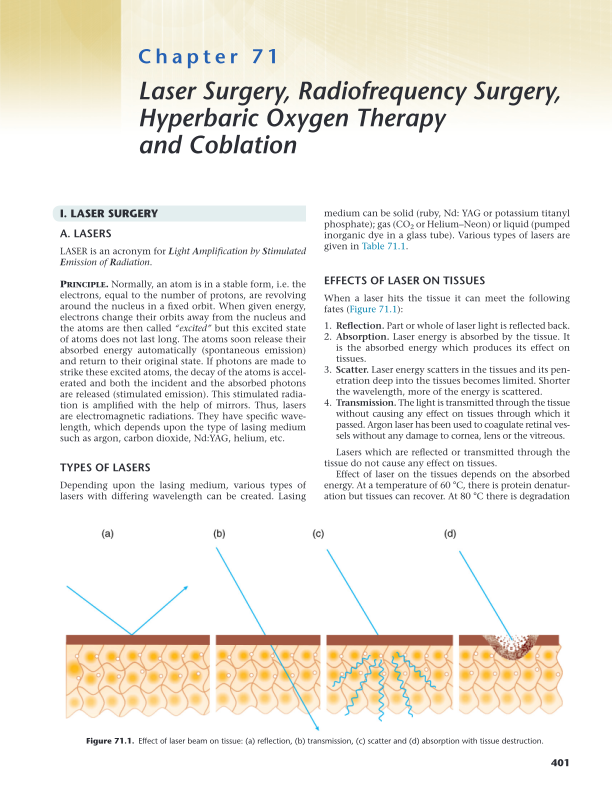 Chapter 71
Laser Surgery, Radiofrequency Surgery,
Hyperbaric Oxygen Therapy
and Coblation
I. LASER SURGERY
A. LASERS
LASER is an acronym for Light Amplification by Stimulated
Emission of Radiation.
PRINCIPLE. Normally, an atom is in a stable form, i.e. the
electrons, equal to the number of protons, are revolving
around the nucleus in a fixed orbit. When given energy,
electrons change their orbits away from the nucleus and
the atoms are then called “excited” but this excited state
of atoms does not last long. The atoms soon release their
absorbed energy automatically (spontaneous emission)
and return to their original state. If photons are made to
strike these excited atoms, the decay of the atoms is accel-
erated and both the incident and the absorbed photons
are released (stimulated emission). This stimulated radia-
tion is amplified with the help of mirrors. Thus, lasers
are electromagnetic radiations. They have specific wave-
length, which depends upon the type of lasing medium
such as argon, carbon dioxide, Nd:YAG, helium, etc.
TYPES OF LASERS
Depending upon the lasing medium, various types of
lasers with differing wavelength can be created. Lasing
medium can be solid (ruby, Nd: YAG or potassium titanyl
phosphate); gas (CO₂ or Helium–Neon) or liquid (pumped
inorganic dye in a glass tube). Various types of lasers are
given in Table 71.1.
EFFECTS OF LASER ON TISSUES
When a laser hits the tissue it can meet the following
fates (Figure 71.1):
1. Reflection. Part or whole of laser light is reflected back.
2. Absorption. Laser energy is absorbed by the tissue. It
is the absorbed energy which produces its effect on
tissues.
3. Scatter. Laser energy scatters in the tissues and its pen-
etration deep into the tissues becomes limited. Shorter
the wavelength, more of the energy is scattered.
4. Transmission. The light is transmitted through the tissue
without causing any effect on tissues through which it
passed. Argon laser has been used to coagulate retinal ves-
sels without any damage to cornea, lens or the vitreous.
Lasers which are reflected or transmitted through the
tissue do not cause any effect on tissues.
Effect of laser on the tissues depends on the absorbed
energy. At a temperature of 60 °C, there is protein denatur-
ation but tissues can recover. At 80 °C there is degradation
(a) (b) (c) (d)
Figure 71.1. Effect of laser beam on tissue: (a) reflection, (b) transmission, (c) scatter and (d) absorption with tissue destruction.
401